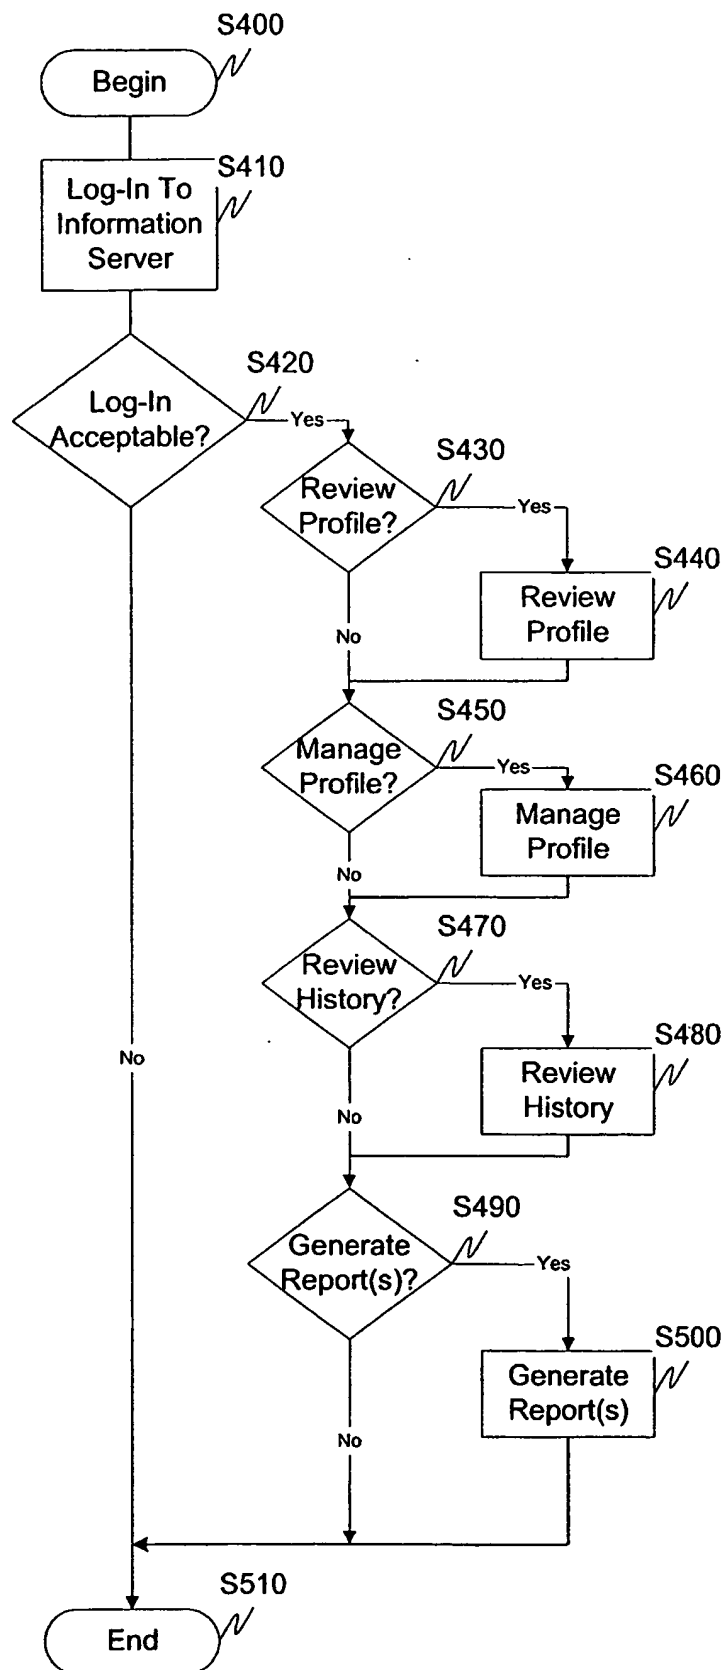 S400
Begin
S410
Log-In To
Information
Server
S420
Log-In
Acceptable?
Yes
S430
Review
Profile?
Yes
S440
Review
Profile
No
S450
Manage
Profile?
Yes
S460
Manage
Profile
No
S470
Review
History?
Yes
S480
Review
History
No
No
S490
Generate
Report(s)?
Yes
S500
Generate
Report(s)
No
S510
End